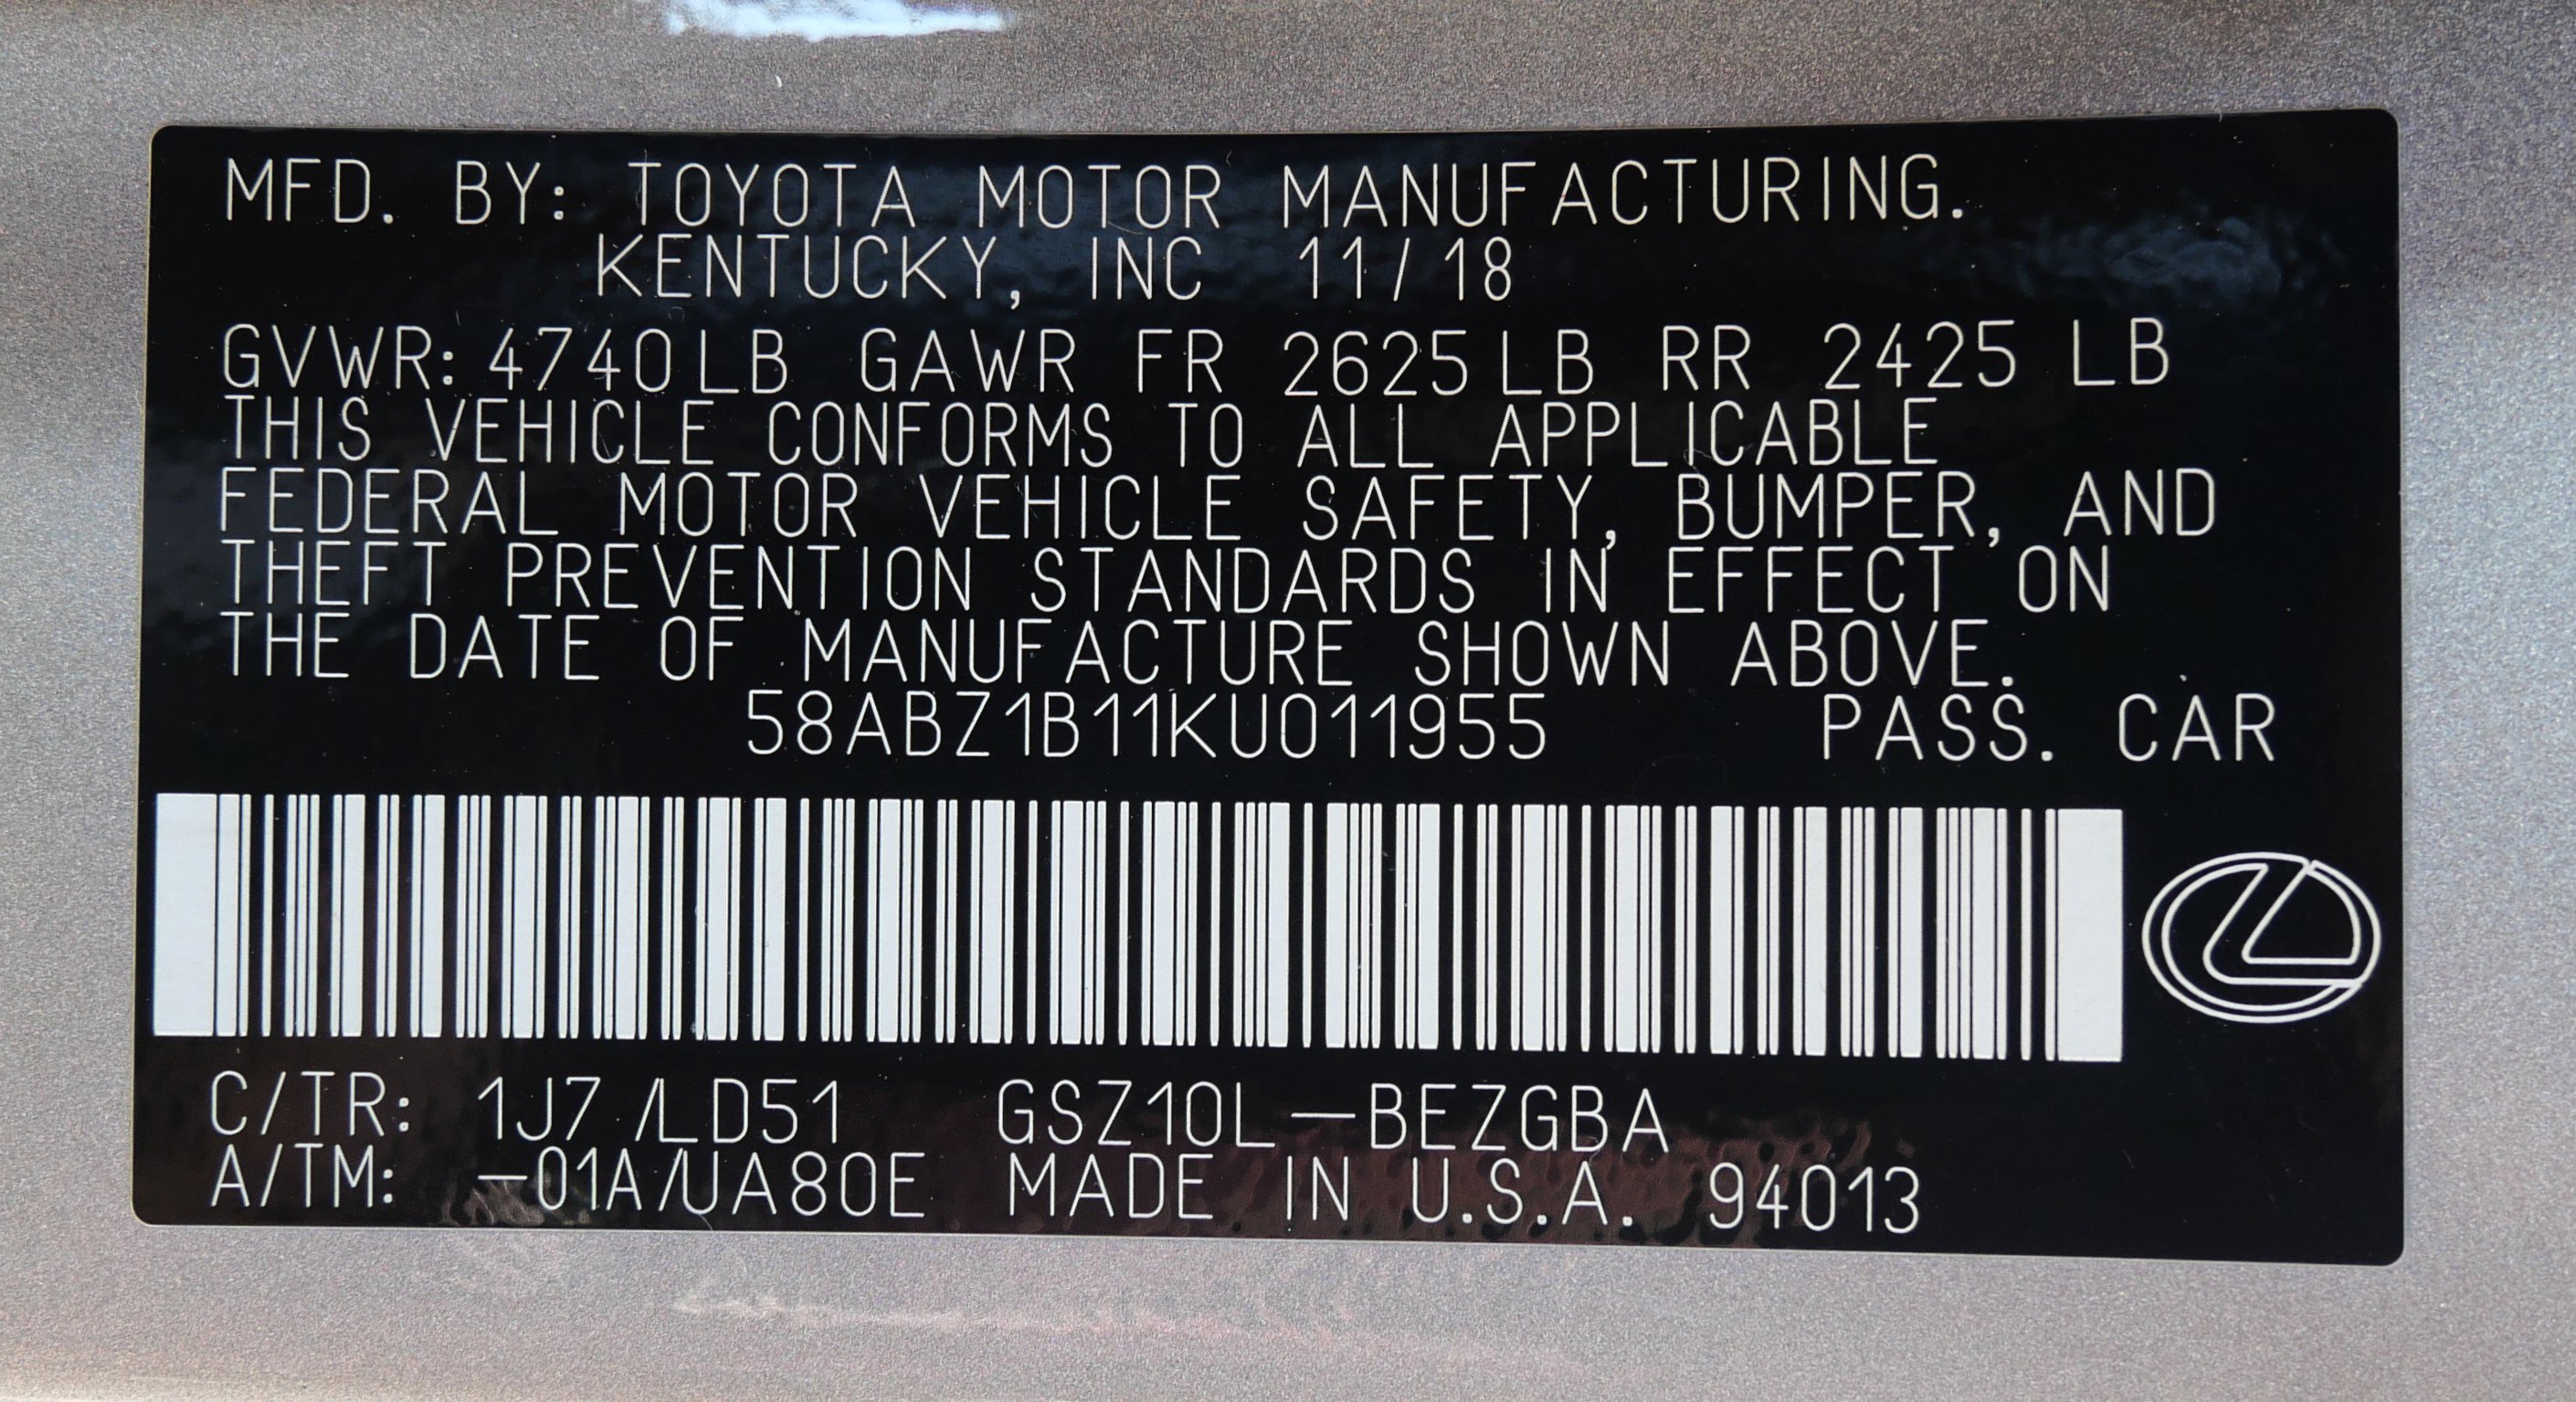 MFD. BY: TOYOTA MOTOR MANUFACTURING.
KENTUCKY, INC 11/18
GVWR: 4740LB GAWR FR 2625LB RR 2425 LB
THIS VEHICLE CONFORMS TO ALL APPLICABLE
FEDERAL MOTOR VEHICLE SAFETY, BUMPER, AND
THEFT PREVENTION STANDARDS IN EFFECT ON
THE DATE OF MANUFACTURE SHOWN ABOVE.
58ABZ1B11KU011955 PASS. CAR
C/TR: 1J7 /LD51 GSZ10L-BEZGBA
A/TM: -01A/UA80E MADE IN U.S.A. 94013